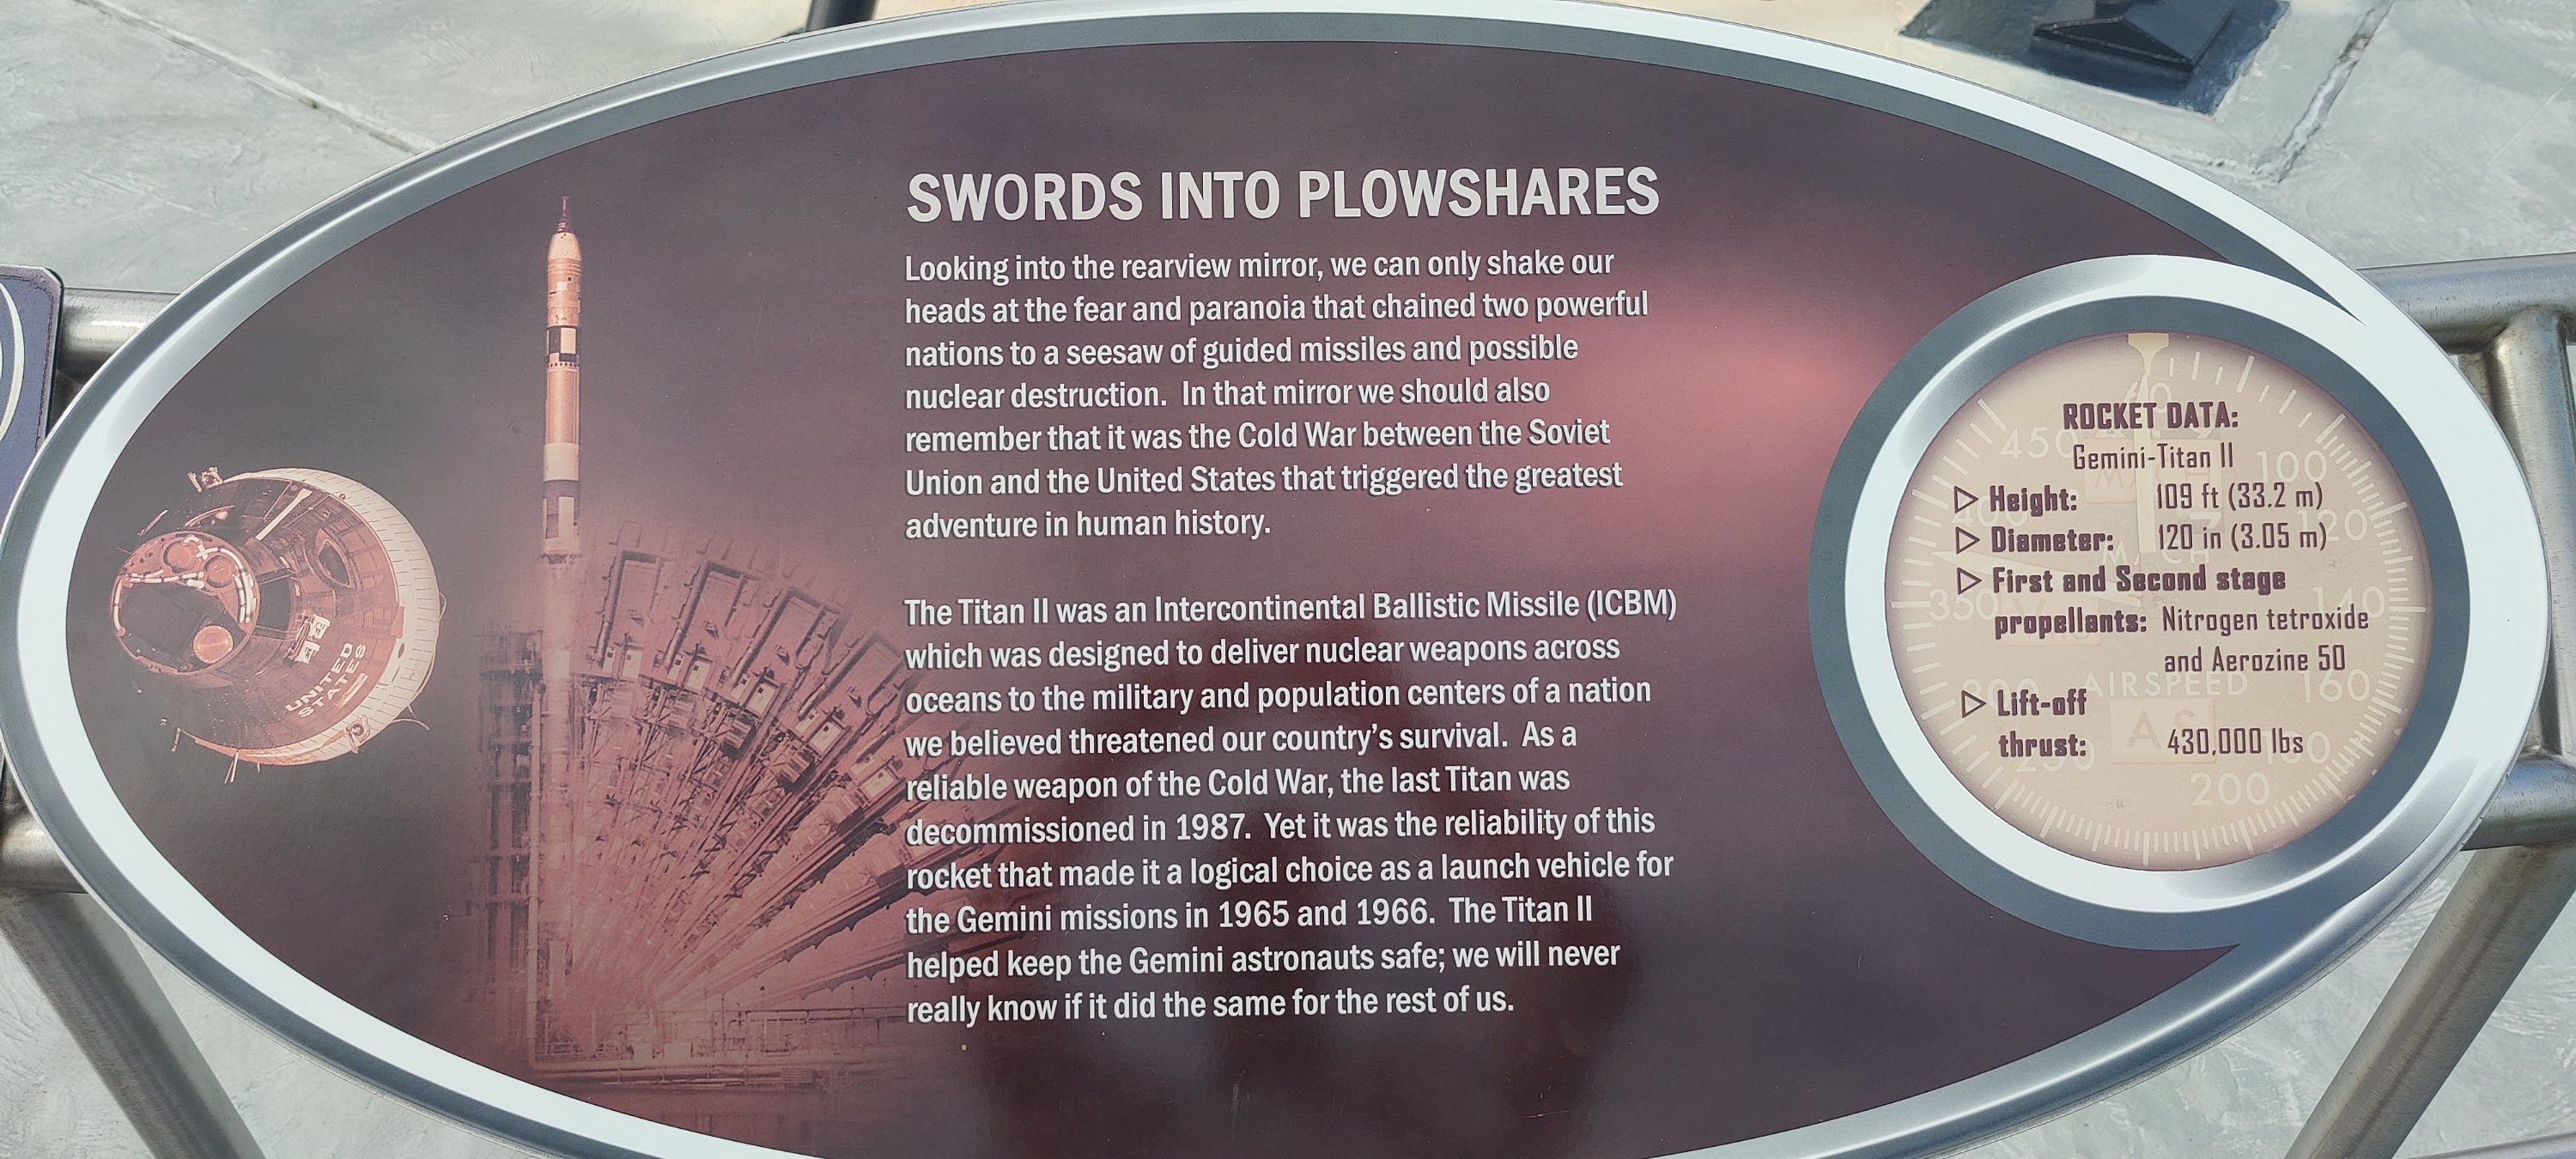 SWORDS INTO PLOWSHARES
Looking into the rearview mirror, we can only shake our
heads at the fear and paranoia that chained two powerful
nations to a seesaw of guided missiles and possible
nuclear destruction.  In that mirror we should also
remember that it was the Cold War between the Soviet
Union and the United States that triggered the greatest
adventure in human history.
The Titan II was an Intercontinental Ballistic Missile (ICBM)
which was designed to deliver nuclear weapons across
oceans to the military and population centers of a nation
we believed threatened our country's survival.  As a
reliable weapon of the Cold War, the last Titan was
decommissioned in 1987.  Yet it was the reliability of this
rocket that made it a logical choice as a launch vehicle for
the Gemini missions in 1965 and 1966.  The Titan II
helped keep the Gemini astronauts safe; we will never
really know if it did the same for the rest of us.
UNITED
STATES
ROCKET DATA:
Gemini-Titan II
Height: 109 ft (33.2 m)
Diameter: 120 in (3.05 m)
First and Second stage
propellants: Nitrogen tetroxide
and Aerozine 50
Lift-off
thrust: 430,000 lbs
450
100
120
350
140
AIRSPEED
160
200